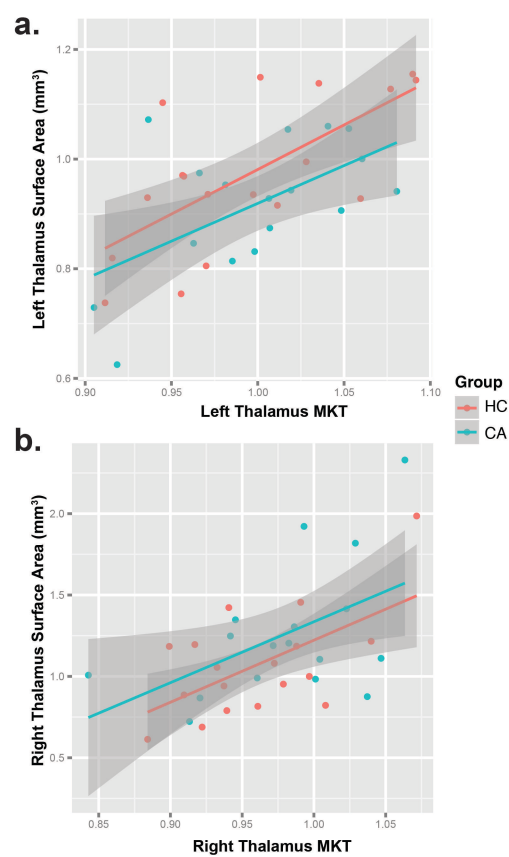 a.
Left Thalamus Surface Area (mm³)
1.2
1.0
0.8
0.6
0.90 0.95 1.00 1.05 1.10
Left Thalamus MKT
Group
HC
CA
b.
Right Thalamus Surface Area (mm³)
2.0
1.5
1.0
0.5
0.85 0.90 0.95 1.00 1.05
Right Thalamus MKT